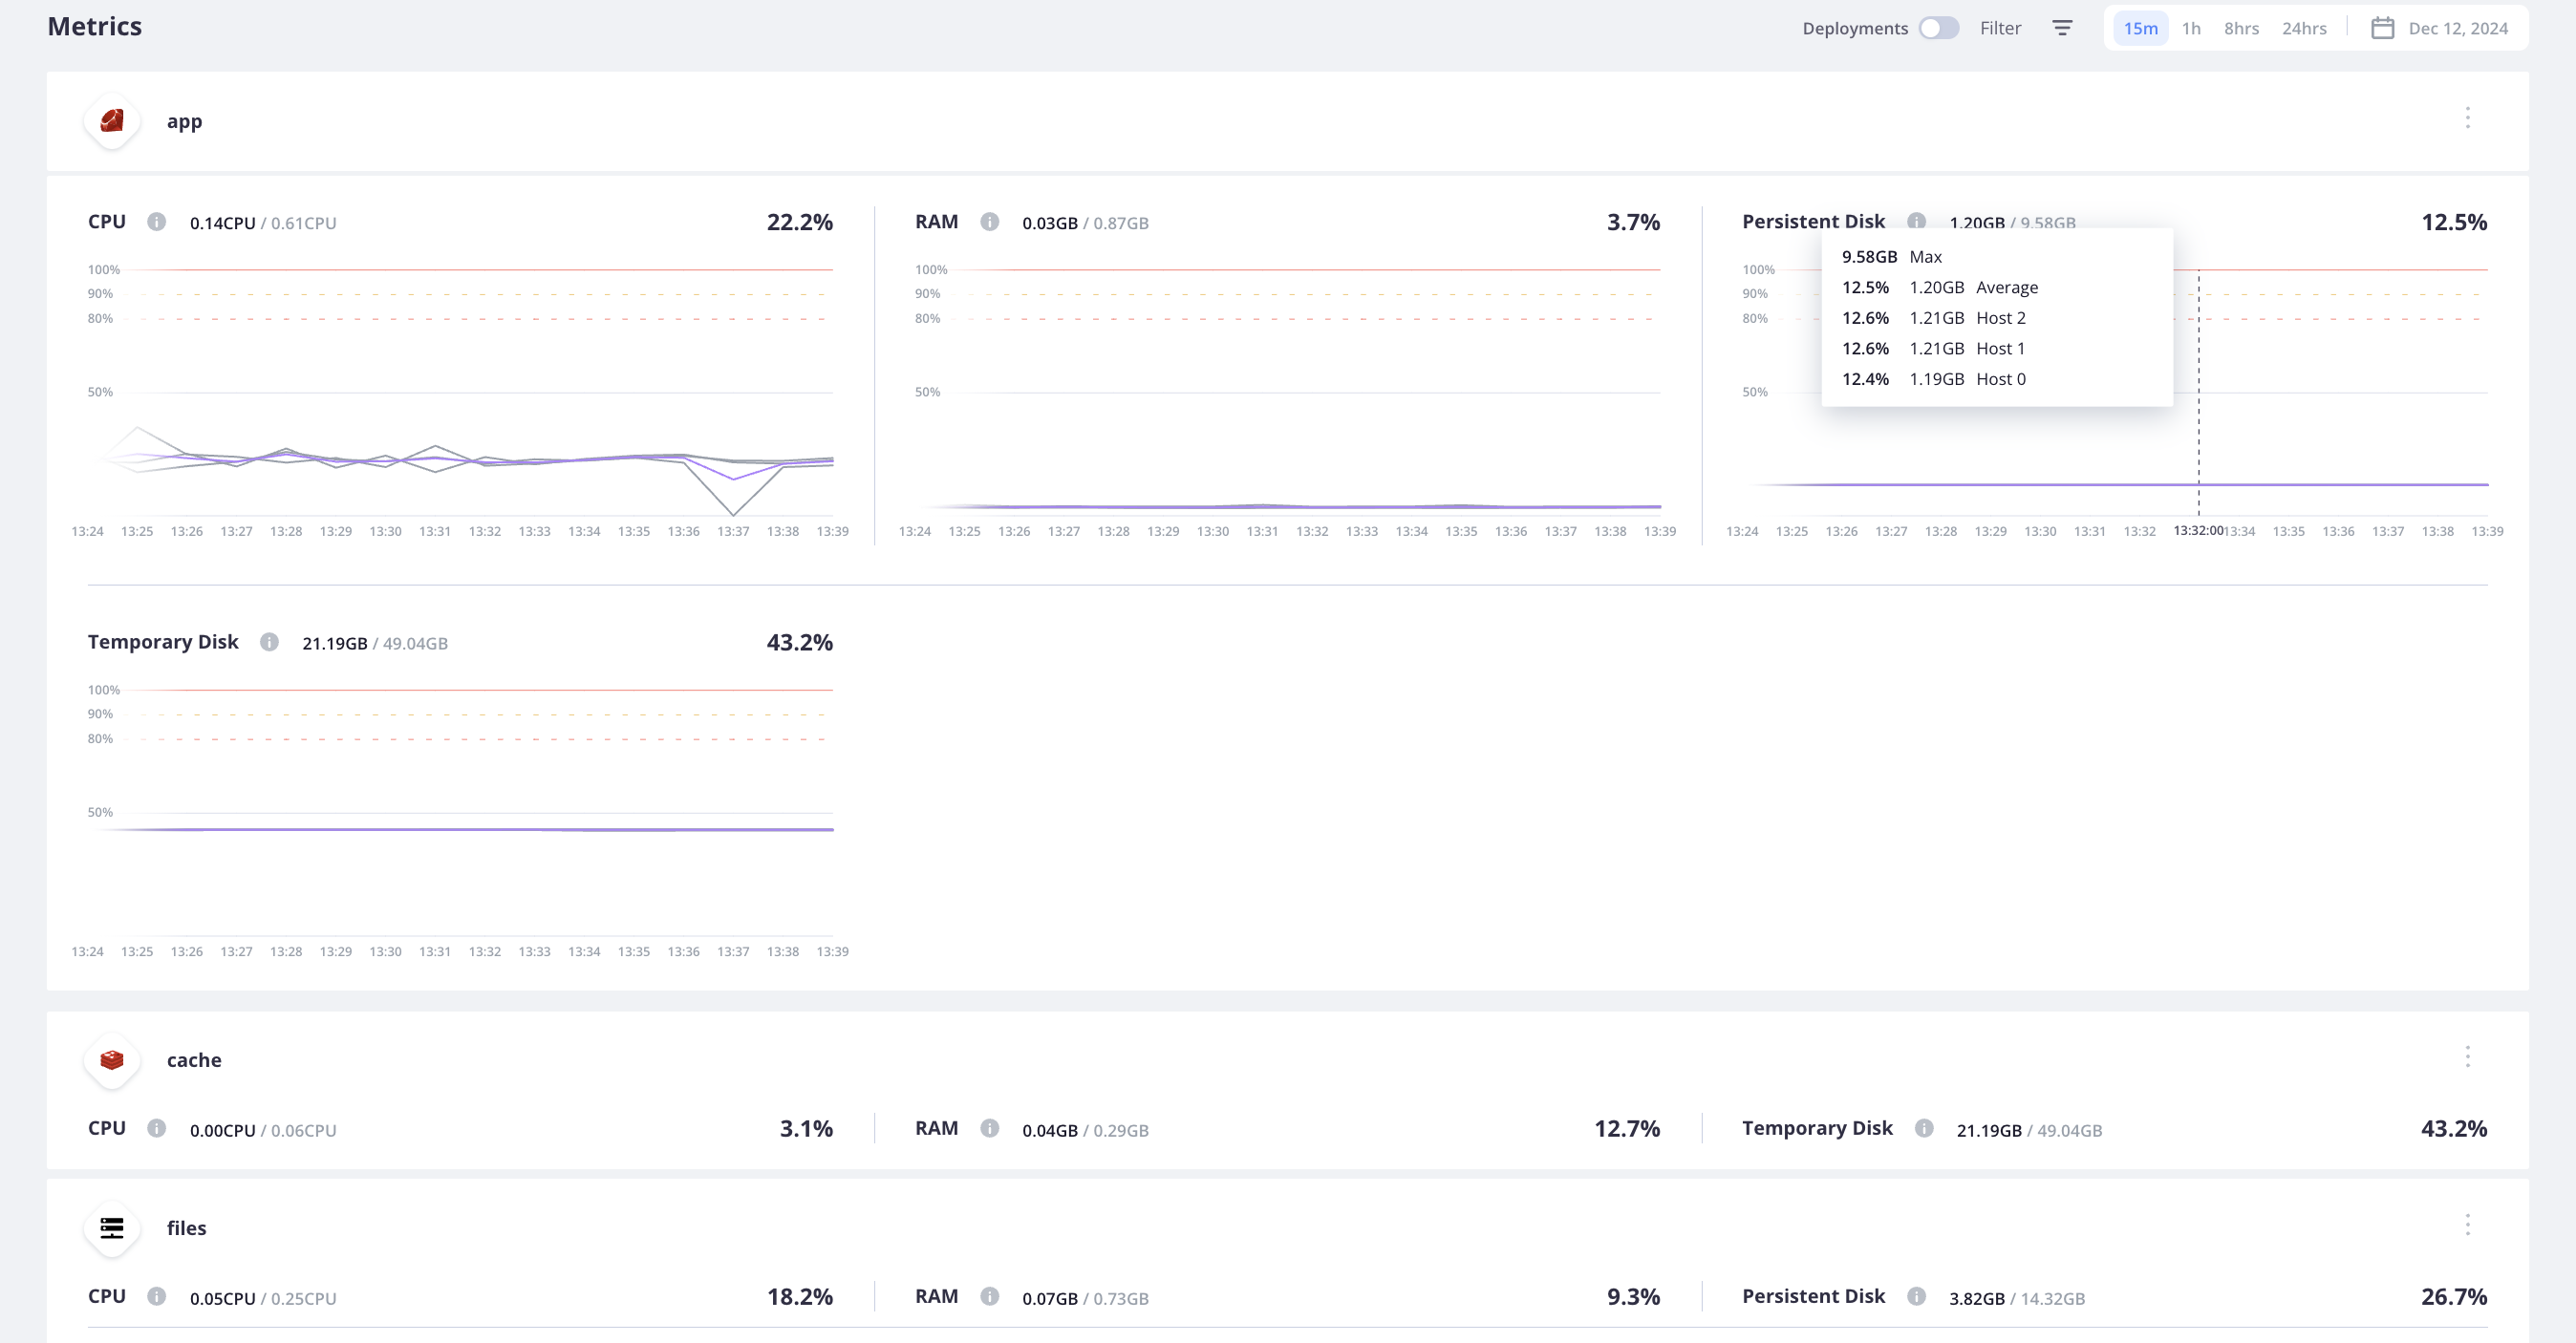 Metrics
Deployments Filter 15m 1h 8hrs 24hrs Dec 12, 2024
app
CPU 0.14CPU / 0.61CPU 22.2%
100%
90%
80%
50%
13:24 13:25 13:26 13:27 13:28 13:29 13:30 13:31 13:32 13:33 13:34 13:35 13:36 13:37 13:38 13:39
RAM 0.03GB / 0.87GB 3.7%
100%
90%
80%
50%
13:24 13:25 13:26 13:27 13:28 13:29 13:30 13:31 13:32 13:33 13:34 13:35 13:36 13:37 13:38 13:39
Persistent Disk 1.20GB / 9.58GB 12.5%
100%
90%
80%
50%
9.58GB Max
12.5% 1.20GB Average
12.6% 1.21GB Host 2
12.6% 1.21GB Host 1
12.4% 1.19GB Host 0
13:24 13:25 13:26 13:27 13:28 13:29 13:30 13:31 13:32 13:32:00 13:34 13:35 13:36 13:37 13:38 13:39
Temporary Disk 21.19GB / 49.04GB 43.2%
100%
90%
80%
50%
13:24 13:25 13:26 13:27 13:28 13:29 13:30 13:31 13:32 13:33 13:34 13:35 13:36 13:37 13:38 13:39
cache
CPU 0.00CPU / 0.06CPU 3.1%
RAM 0.04GB / 0.29GB 12.7%
Temporary Disk 21.19GB / 49.04GB 43.2%
files
CPU 0.05CPU / 0.25CPU 18.2%
RAM 0.07GB / 0.73GB 9.3%
Persistent Disk 3.82GB / 14.32GB 26.7%